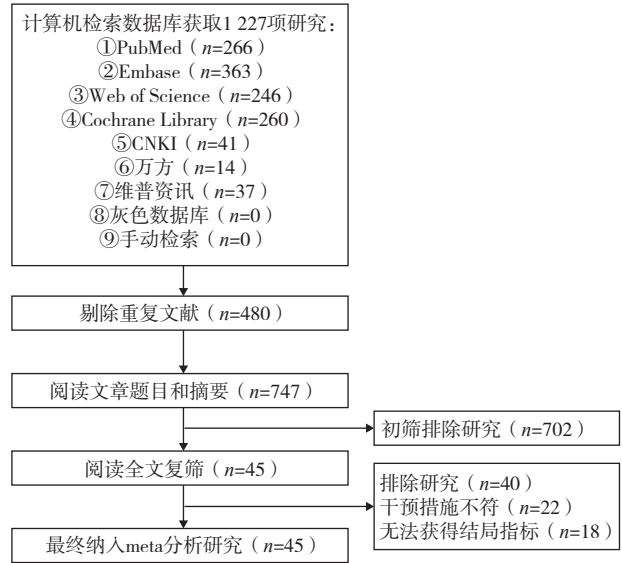 计算机检索数据库获取1 227项研究：
①PubMed（n=266）
②Embase（n=363）
③Web of Science（n=246）
④Cochrane Library（n=260）
⑤CNKI（n=41）
⑥万方（n=14）
⑦维普资讯（n=37）
⑧灰色数据库（n=0）
⑨手动检索（n=0）
剔除重复文献（n=480）
阅读文章题目和摘要（n=747）
初筛排除研究（n=702）
阅读全文复筛（n=45）
排除研究（n=40）
干预措施不符（n=22）
无法获得结局指标（n=18）
最终纳入meta分析研究（n=45）